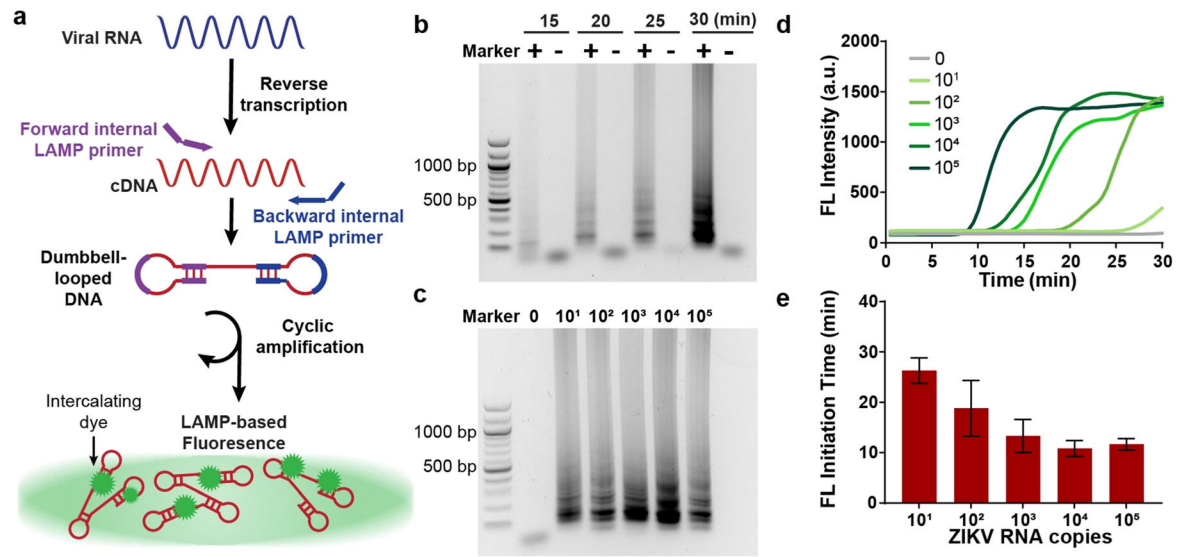 a
Viral RNA
Reverse
transcription
Forward internal
LAMP primer
cDNA
Backward internal
LAMP primer
Dumbbell-
looped
DNA
Cyclic
amplification
Intercalating
dye
LAMP-based
Fluoresence
b
15 20 25 30 (min)
Marker + - + - + - + -
1000 bp
500 bp
c
Marker 0 10¹ 10² 10³ 10⁴ 10⁵
1000 bp
500 bp
d
FL Intensity (a.u.)
2000
1500
1000
500
0
0
10¹
10²
10³
10⁴
10⁵
0 5 10 15 20 25 30
Time (min)
e
FL Initiation Time (min)
40
30
20
10
0
10¹ 10² 10³ 10⁴ 10⁵
ZIKV RNA copies